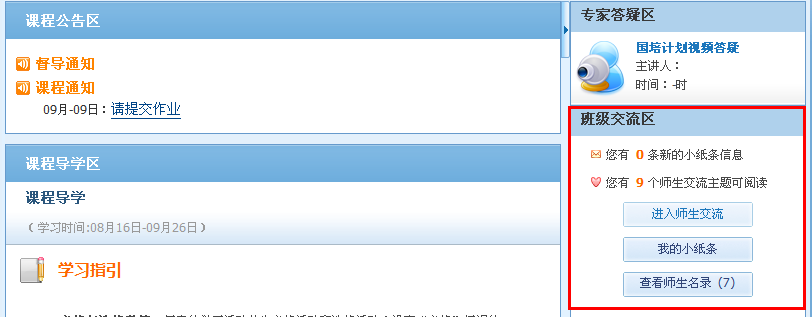 课程公告区
督导通知
课程通知
09月-09日：请提交作业
课程导学区
课程导学
（学习时间:08月16日-09月26日）
学习指引
专家答疑区
国培计划视频答疑
主讲人：
时间：-时
班级交流区
您有 0 条新的小纸条信息
您有 9 个师生交流主题可阅读
进入师生交流
我的小纸条
查看师生名录（7）